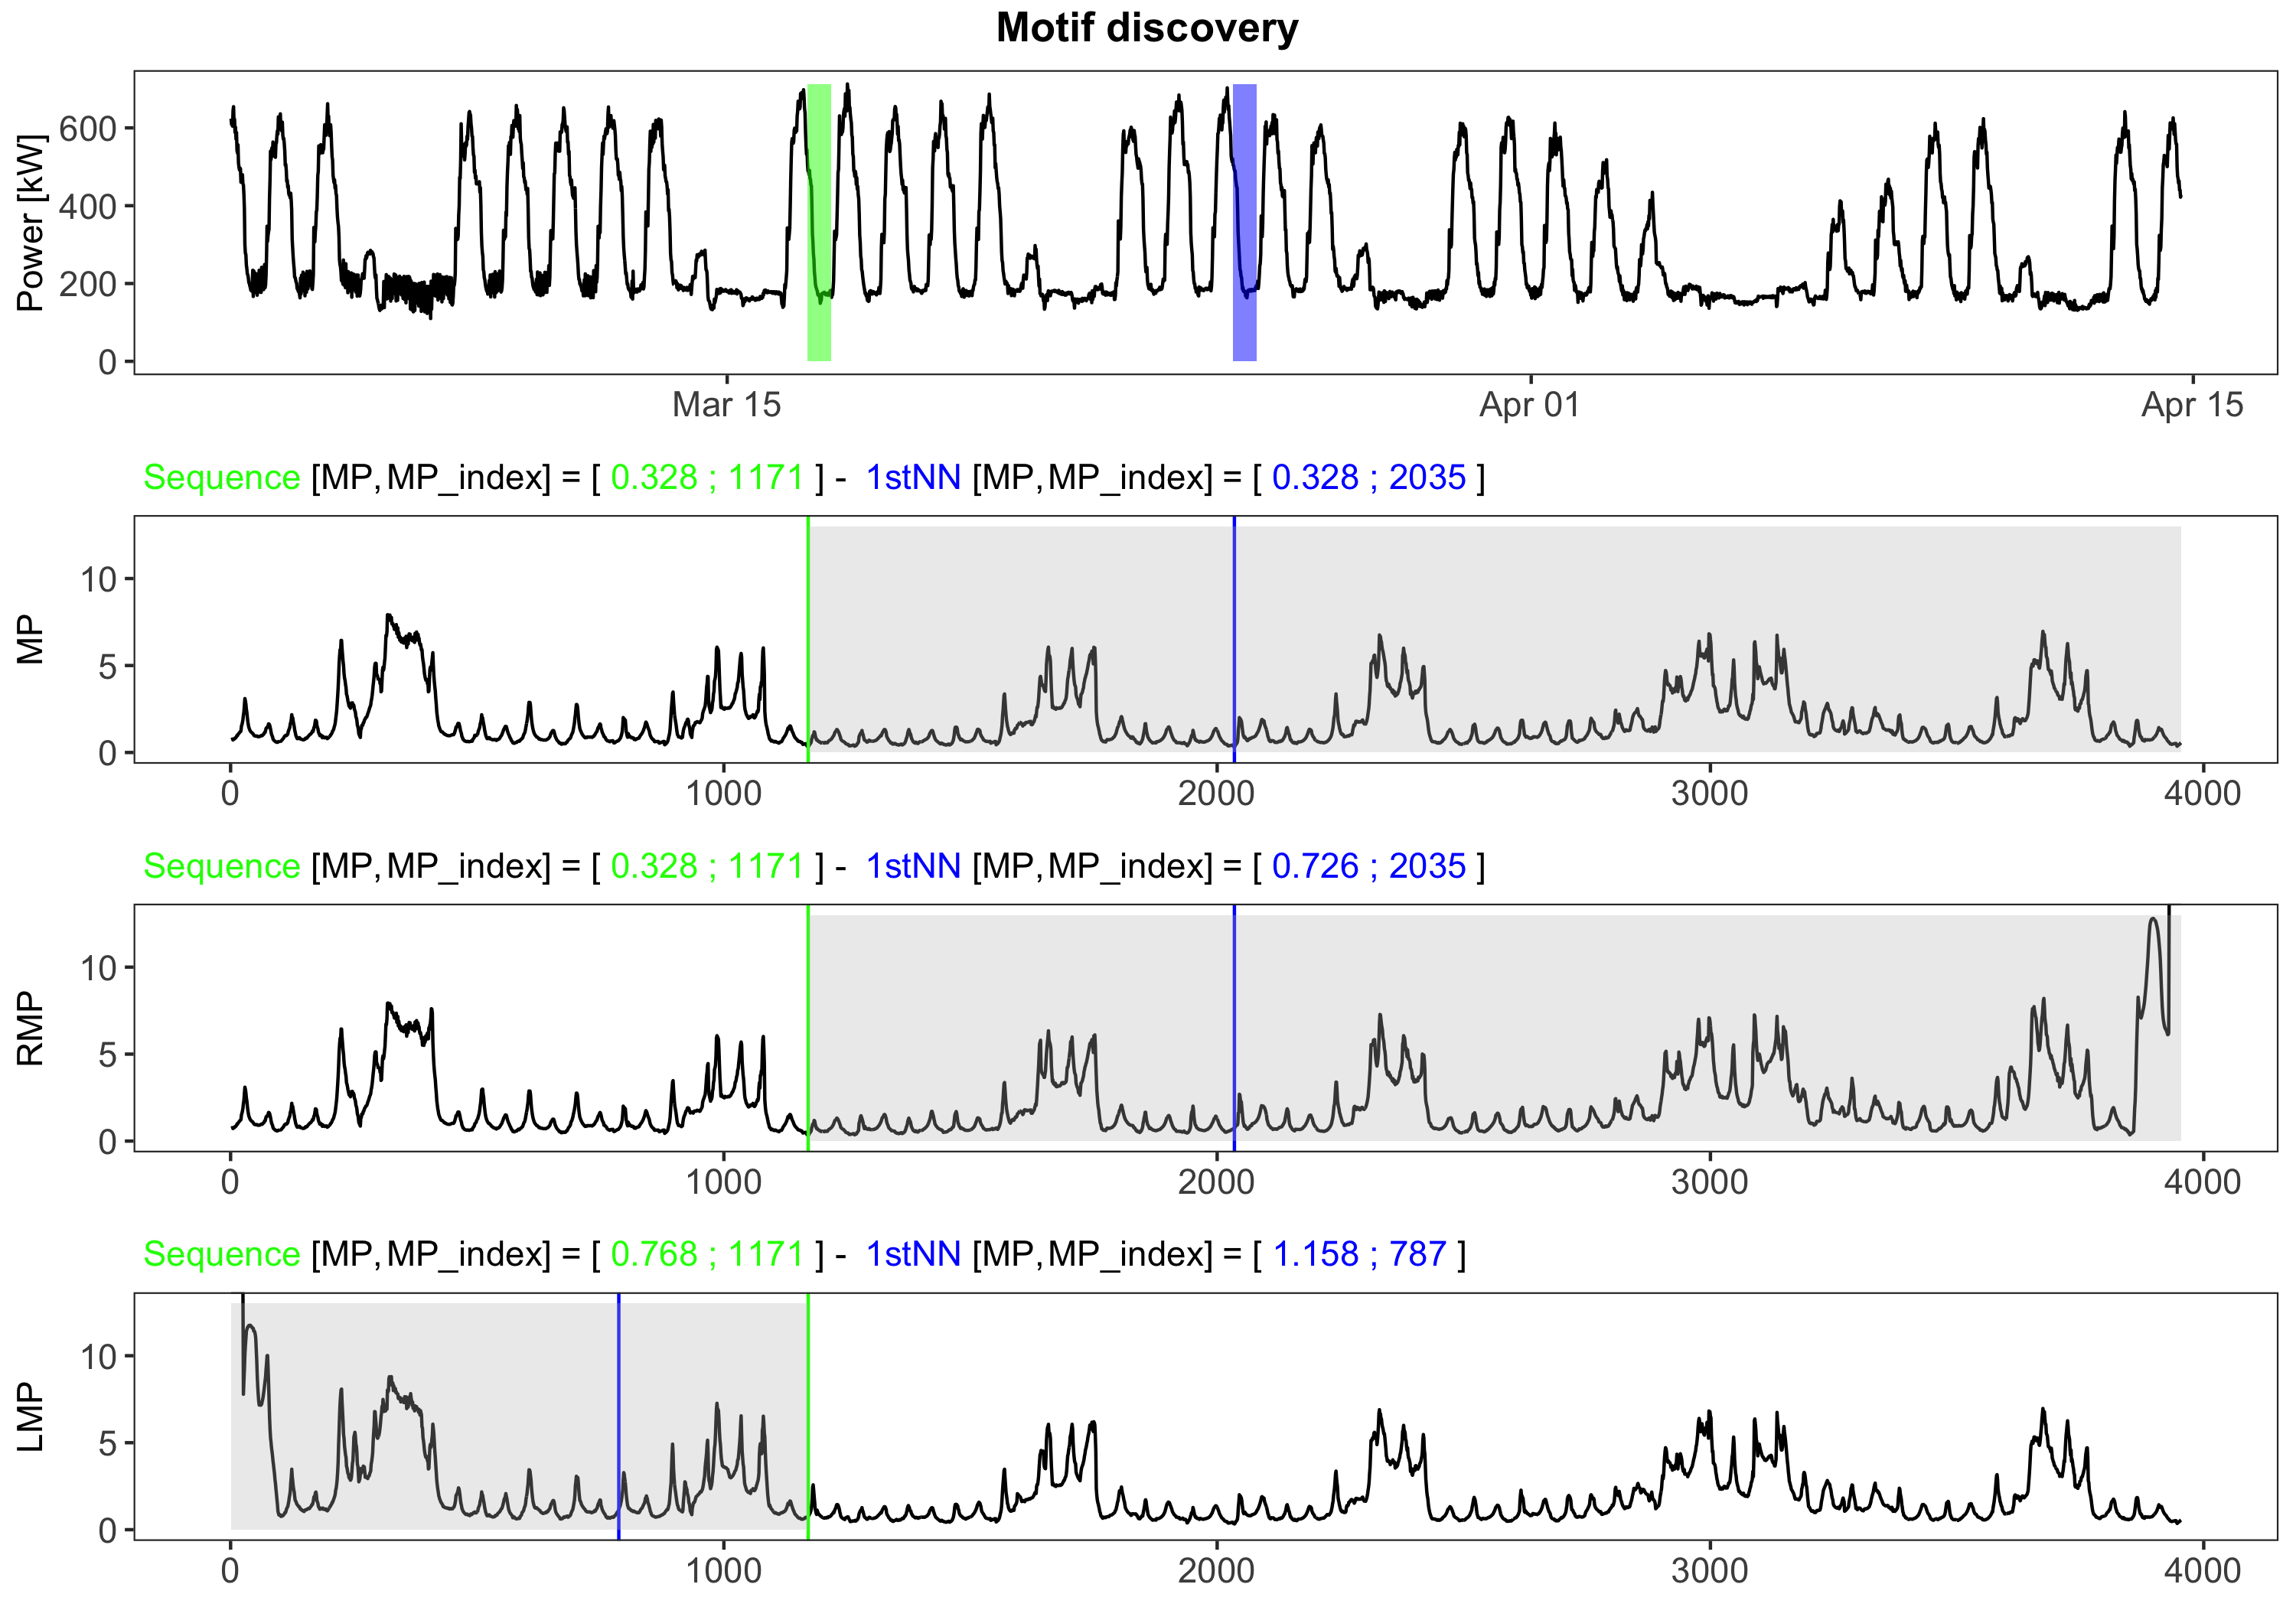 Motif discovery
Power [kW]
600
400
200
0
Mar 15 Apr 01 Apr 15
Sequence [MP, MP_index] = [ 0.328 ; 1171 ] - 1stNN [MP, MP_index] = [ 0.328 ; 2035 ]
MP
10
5
0
0 1000 2000 3000 4000
Sequence [MP, MP_index] = [ 0.328 ; 1171 ] - 1stNN [MP, MP_index] = [ 0.726 ; 2035 ]
RMP
10
5
0
0 1000 2000 3000 4000
Sequence [MP, MP_index] = [ 0.768 ; 1171 ] - 1stNN [MP, MP_index] = [ 1.158 ; 787 ]
LMP
10
5
0
0 1000 2000 3000 4000